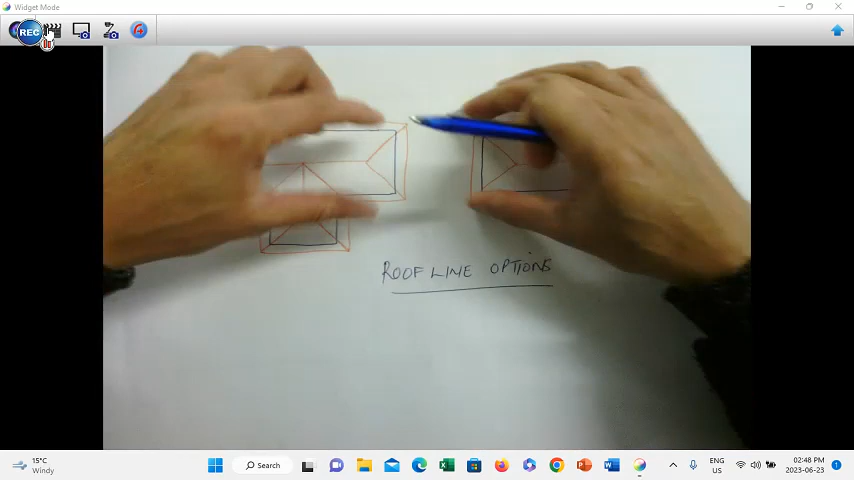 Widget Mode
REC
ROOF LINE OPTIONS
15°C
Windy
Search
ENG
US
02:48 PM
2023-06-23